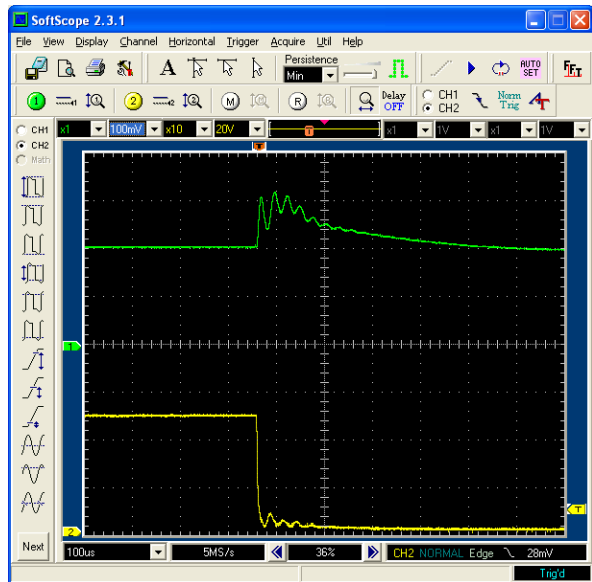 SoftScope 2.3.1
File View Display Channel Horizontal Trigger Acquire Util Help
A
Persistence
Min
AUTO SET
FFT
1 2 M R
Delay OFF
CH1
CH2
Norm Trig
CH1
CH2
Math
x1 100mV x10 20V T x1 1V x1 1V
T
1
T
2
Next
100us 5MS/s 36% CH2 NORMAL Edge 28mV
Trig'd